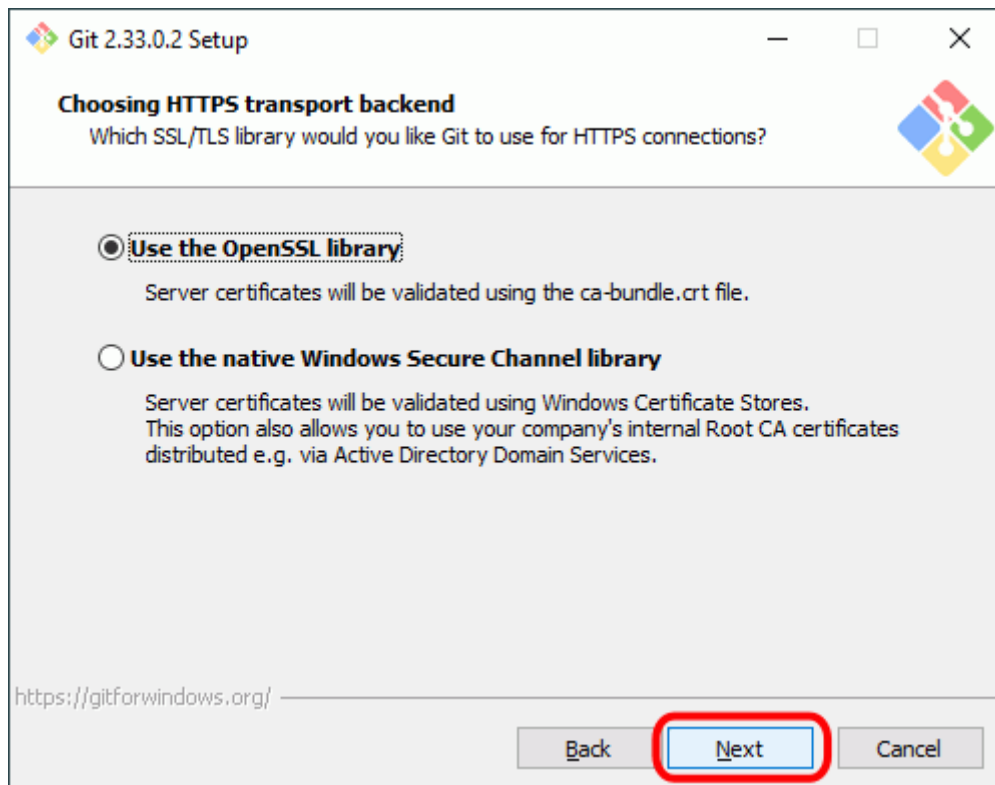 Git 2.33.0.2 Setup
Choosing HTTPS transport backend
Which SSL/TLS library would you like Git to use for HTTPS connections?
Use the OpenSSL library
Server certificates will be validated using the ca-bundle.crt file.
Use the native Windows Secure Channel library
Server certificates will be validated using Windows Certificate Stores.
This option also allows you to use your company's internal Root CA certificates
distributed e.g. via Active Directory Domain Services.
https://gitforwindows.org/
Back
Next
Cancel